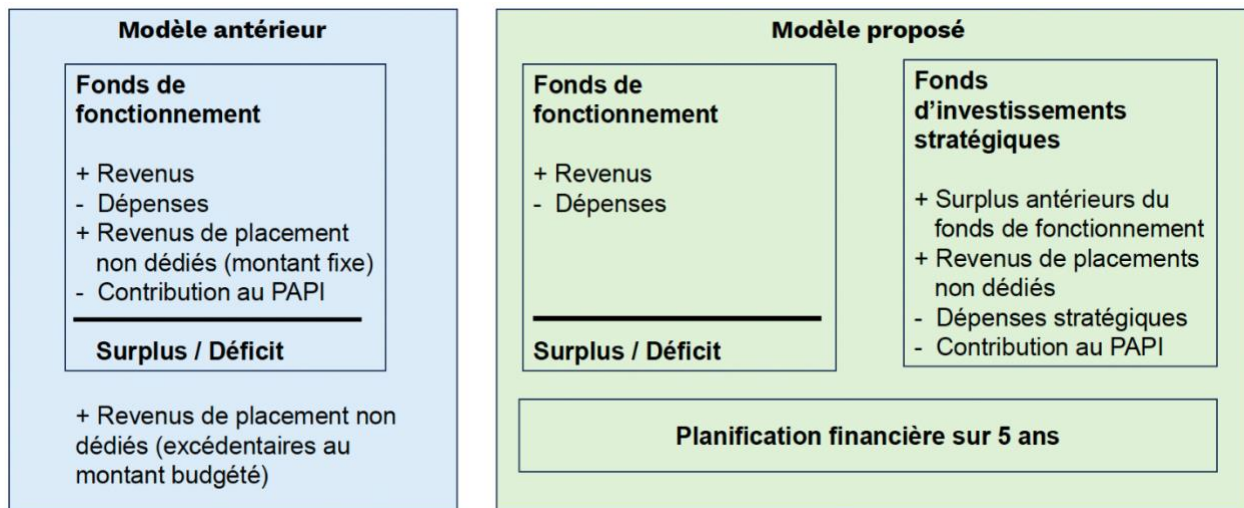 Modèle antérieur
Fonds de
fonctionnement
+ Revenus
- Dépenses
+ Revenus de placement
non dédiés (montant fixe)
- Contribution au PAPI
Surplus / Déficit
+ Revenus de placement non
dédiés (excédentaires au
montant budgété)
Modèle proposé
Fonds de
fonctionnement
+ Revenus
- Dépenses
Surplus / Déficit
Fonds
d’investissements
stratégiques
+ Surplus antérieurs du
fonds de fonctionnement
+ Revenus de placements
non dédiés
- Dépenses stratégiques
- Contribution au PAPI
Planification financière sur 5 ans